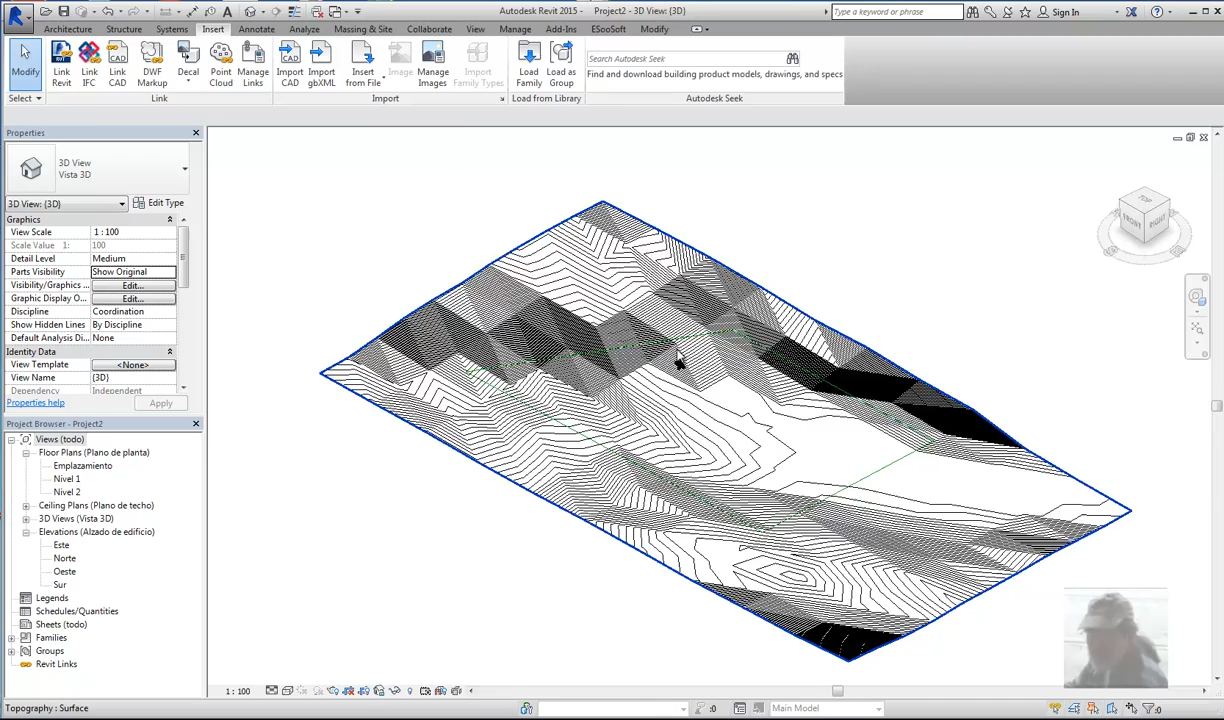 Autodesk Revit 2015 - Project2 - 3D View: {3D}
Type a keyword or phrase
Sign In
Architecture Structure Systems Insert Annotate Analyze Massing & Site Collaborate View Manage Add-Ins ESooSoft Modify
Modify
Link Revit
Link IFC
Link CAD
DWF Markup
Decal
Point Cloud
Manage Links
Import CAD
Import gbXML
Insert from File
Image
Manage Images
Import Family Types
Load Family
Load as Group
Search Autodesk Seek
Find and download building product models, drawings, and specs
Select
Link
Import
Load from Library
Autodesk Seek
Properties
3D View
Vista 3D
3D View: {3D}
Edit Type
Graphics
View Scale 1 : 100
Scale Value 1: 100
Detail Level Medium
Parts Visibility Show Original
Visibility/Graphics ... Edit...
Graphic Display O... Edit...
Discipline Coordination
Show Hidden Lines By Discipline
Default Analysis Di... None
Identity Data
View Template <None>
View Name {3D}
Dependency Independent
Properties help
Apply
Project Browser - Project2
Views (todo)
Floor Plans (Plano de planta)
Emplazamiento
Nivel 1
Nivel 2
Ceiling Plans (Plano de techo)
3D Views (Vista 3D)
Elevations (Alzado de edificio)
Este
Norte
Oeste
Sur
Legends
Schedules/Quantities
Sheets (todo)
Families
Groups
Revit Links
TOP
FRONT
RIGHT
1 : 100
Topography : Surface
:0
Main Model
:0